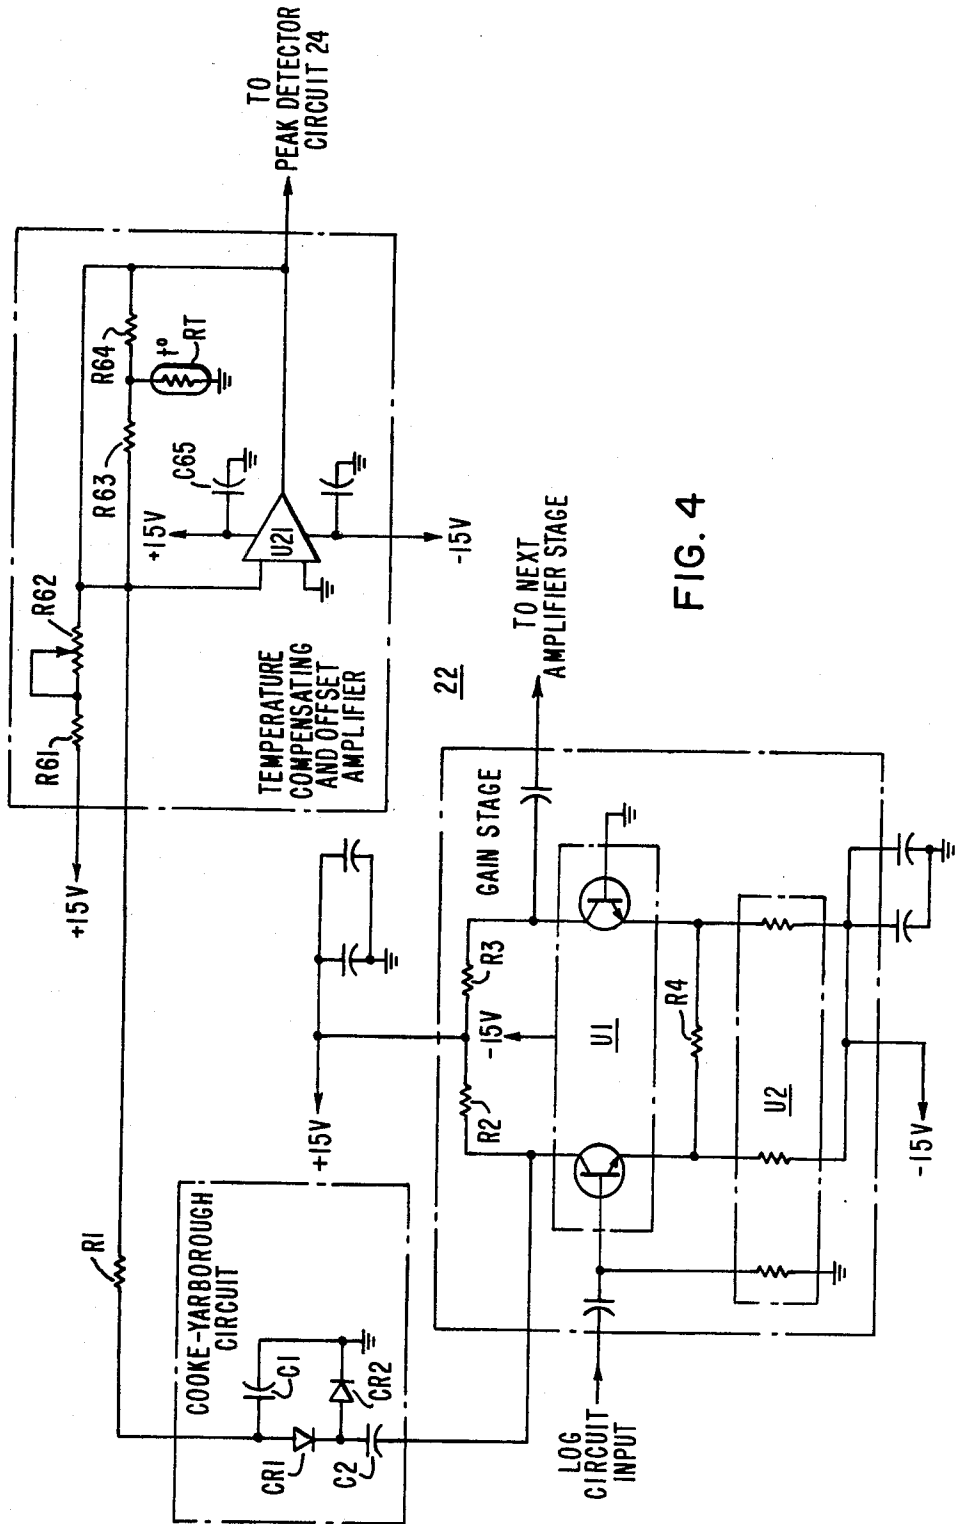 +15V
R61
R62
R63
R64
t°
RT
+15V
C65
U21
-15V
TEMPERATURE
COMPENSATING
AND OFFSET
AMPLIFIER
TO
PEAK DETECTOR
CIRCUIT 24
R1
COOKE-YARBOROUGH
CIRCUIT
C1
CR1
CR2
C2
+15V
22
GAIN STAGE
R2
R3
-15V
U1
R4
U2
-15V
LOG
CIRCUIT
INPUT
TO NEXT
AMPLIFIER STAGE
FIG. 4